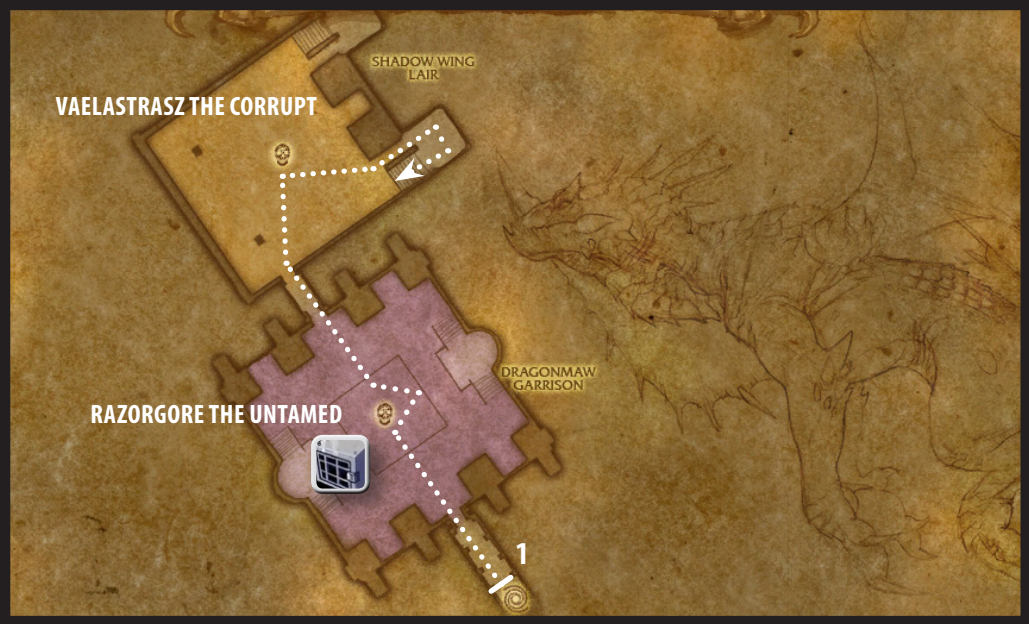 SHADOW WING
LAIR
VAELASTRASZ THE CORRUPT
DRAGONMAW
GARRISON
RAZORGORE THE UNTAMED
1